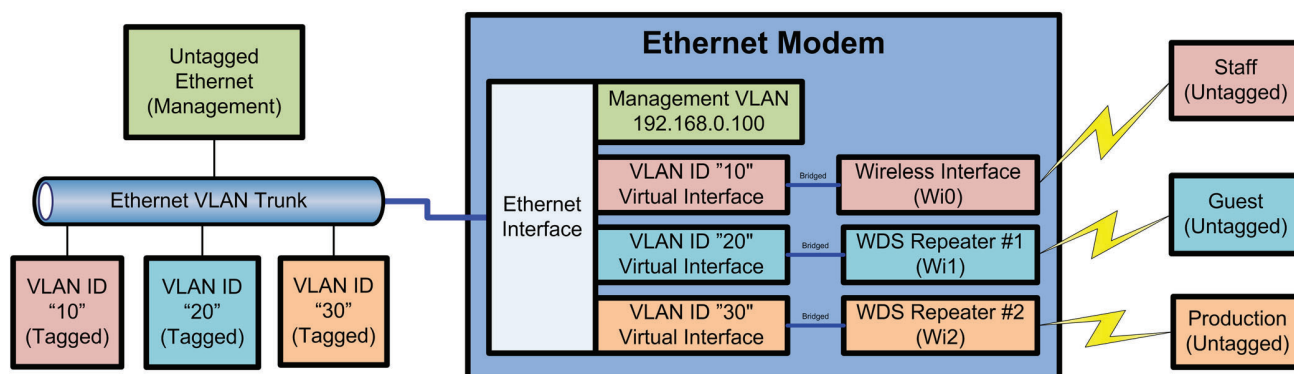 Untagged
Ethernet
(Management)
Ethernet VLAN Trunk
VLAN ID
“10”
(Tagged)
VLAN ID
“20”
(Tagged)
VLAN ID
“30”
(Tagged)
Ethernet Modem
Ethernet
Interface
Management VLAN
192.168.0.100
VLAN ID ”10"
Virtual Interface
Bridged
Wireless Interface
(Wi0)
VLAN ID ”20"
Virtual Interface
Bridged
WDS Repeater #1
(Wi1)
VLAN ID ”30"
Virtual Interface
Bridged
WDS Repeater #2
(Wi2)
Staff
(Untagged)
Guest
(Untagged)
Production
(Untagged)